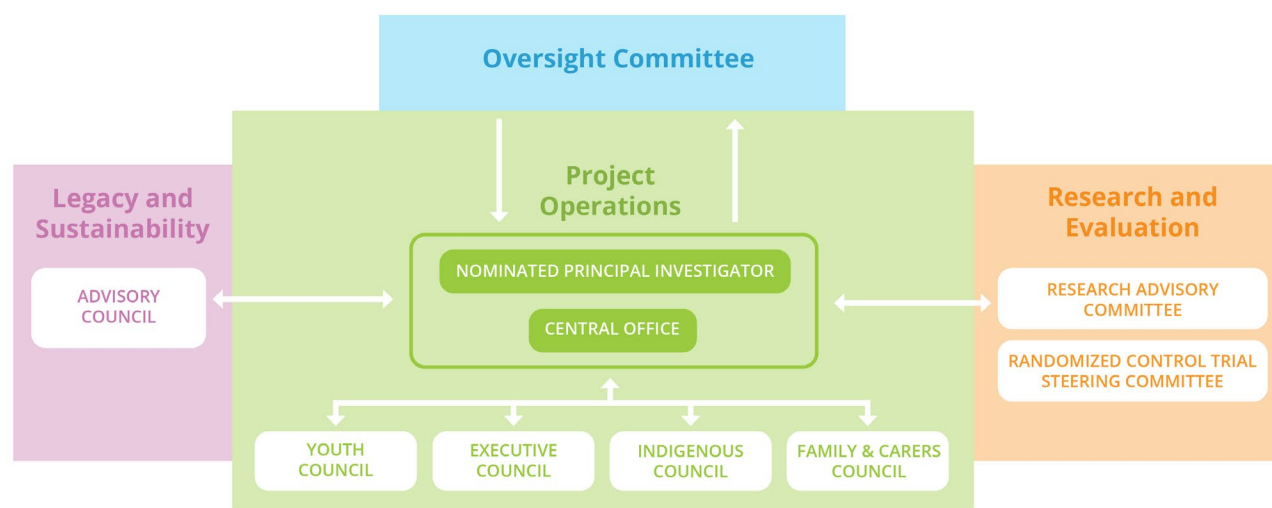 Oversight Committee
Legacy and
Sustainability
ADVISORY
COUNCIL
Project
Operations
NOMINATED PRINCIPAL INVESTIGATOR
CENTRAL OFFICE
YOUTH
COUNCIL
EXECUTIVE
COUNCIL
INDIGENOUS
COUNCIL
FAMILY & CARERS
COUNCIL
Research and
Evaluation
RESEARCH ADVISORY
COMMITTEE
RANDOMIZED CONTROL TRIAL
STEERING COMMITTEE